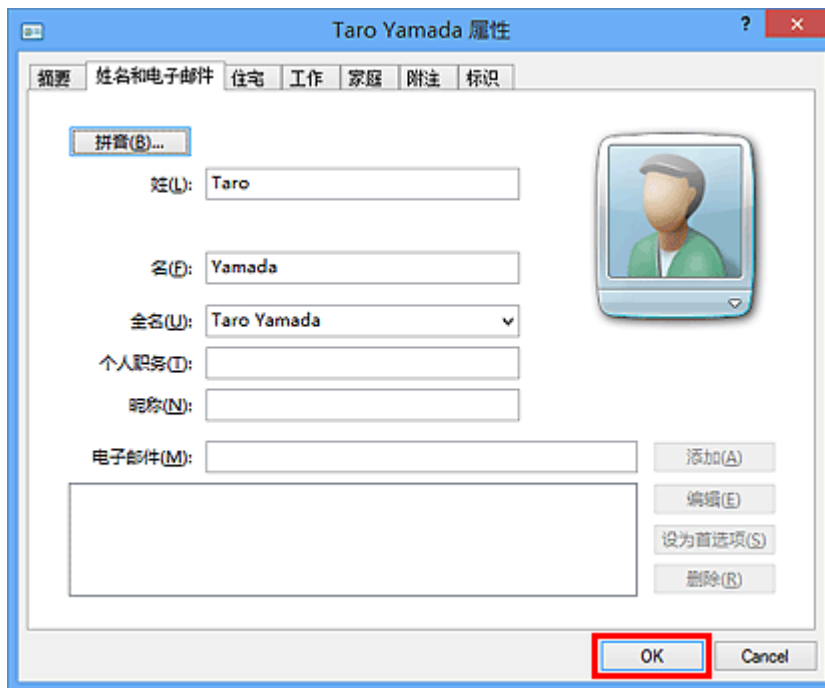 Taro Yamada 属性
?
摘要 姓名和电子邮件 住宅 工作 家庭 附注 标识
拼音(B)...
姓(L): Taro
名(F): Yamada
全名(U): Taro Yamada
个人职务(T):
昵称(N):
电子邮件(M):
添加(A)
编辑(E)
设为首选项(S)
删除(R)
OK Cancel